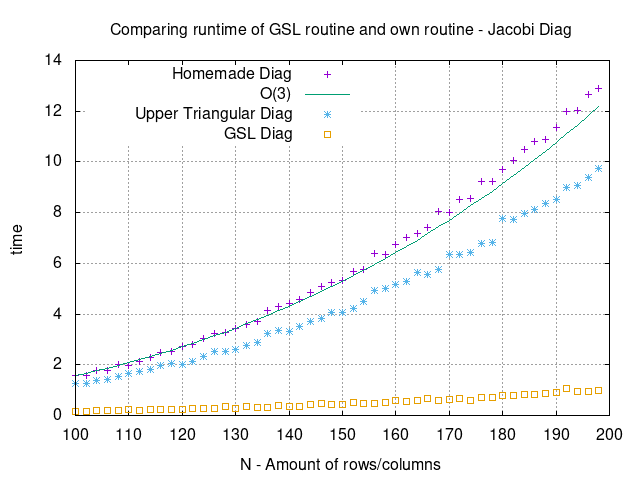 Comparing runtime of GSL routine and own routine - Jacobi Diag
14
12
10
8
6
4
2
0
time
Homemade Diag
O(3)
Upper Triangular Diag
GSL Diag
100 110 120 130 140 150 160 170 180 190 200
N - Amount of rows/columns